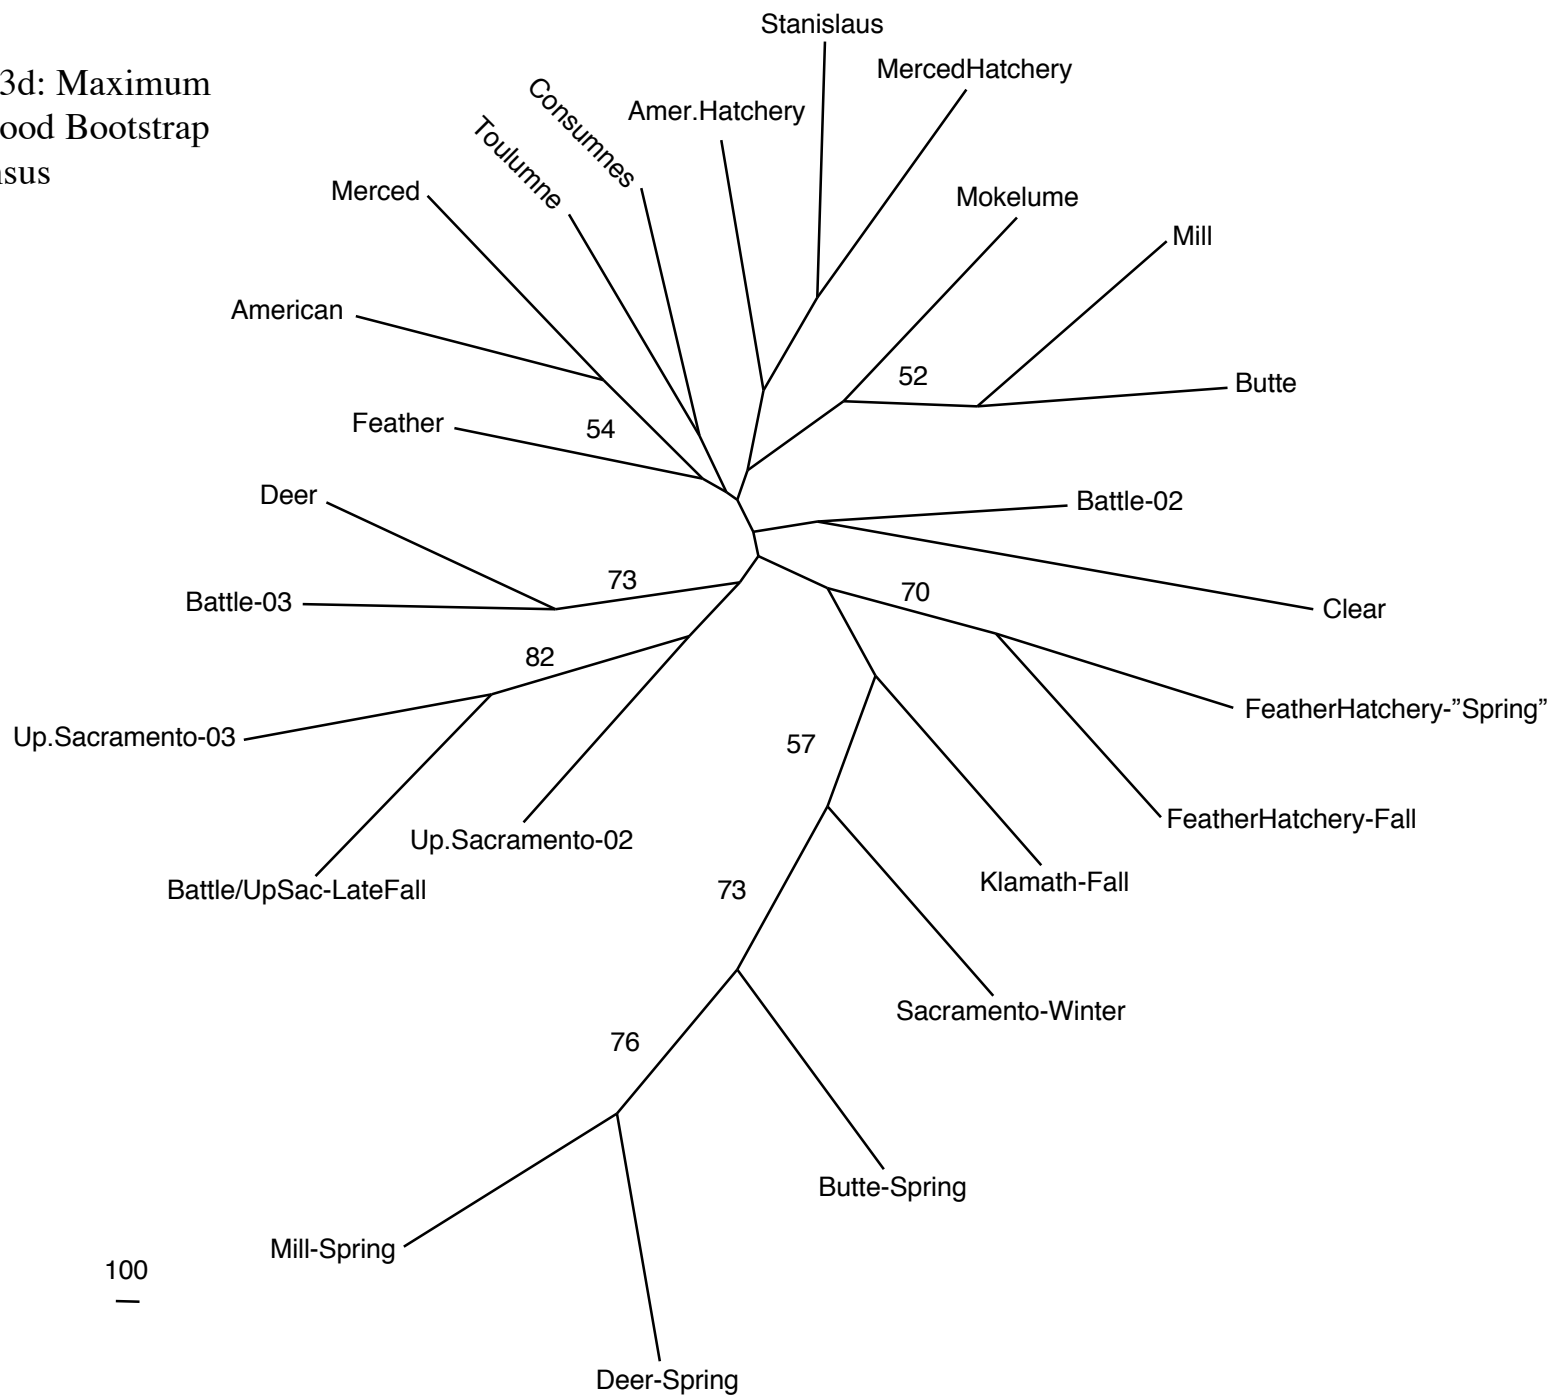 3d: Maximum
ood Bootstrap
sus
Stanislaus
MercedHatchery
Consumnes
Amer.Hatchery
Toulumne
Merced
Mokelume
Mill
American
52
Butte
Feather
54
Deer
Battle-02
73
70
Battle-03
Clear
82
FeatherHatchery-”Spring”
Up.Sacramento-03
57
FeatherHatchery-Fall
Up.Sacramento-02
Klamath-Fall
Battle/UpSac-LateFall
73
Sacramento-Winter
76
Butte-Spring
Mill-Spring
100
Deer-Spring